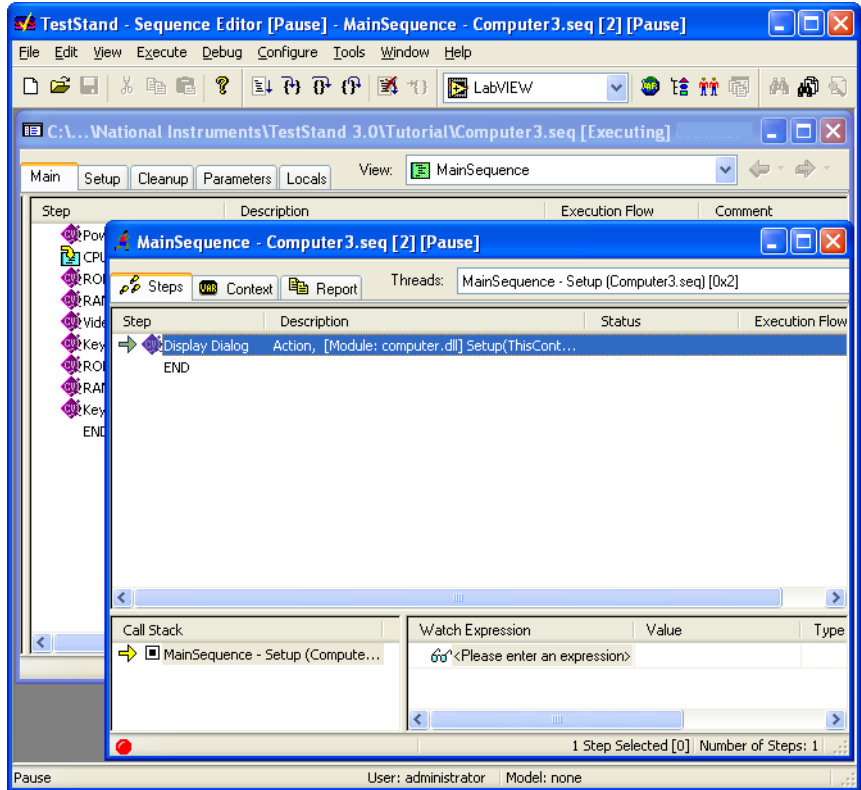 TestStand - Sequence Editor [Pause] - MainSequence - Computer3.seq [2] [Pause]
File Edit View Execute Debug Configure Tools Window Help
LabVIEW
C:\...\National Instruments\TestStand 3.0\Tutorial\Computer3.seq [Executing]
Main Setup Cleanup Parameters Locals View: MainSequence
Step Description Execution Flow Comment
Pow
CPU
ROM
RAM
Vide
Key
ROM
RAM
Key
END
MainSequence - Computer3.seq [2] [Pause]
Steps Context Report Threads: MainSequence - Setup (Computer3.seq) [0x2]
Step Description Status Execution Flow
Display Dialog Action, [Module: computer.dll] Setup(ThisCont...
END
Call Stack
MainSequence - Setup (Compute...
Watch Expression Value Type
<Please enter an expression>
1 Step Selected [0] Number of Steps: 1
Pause User: administrator Model: none